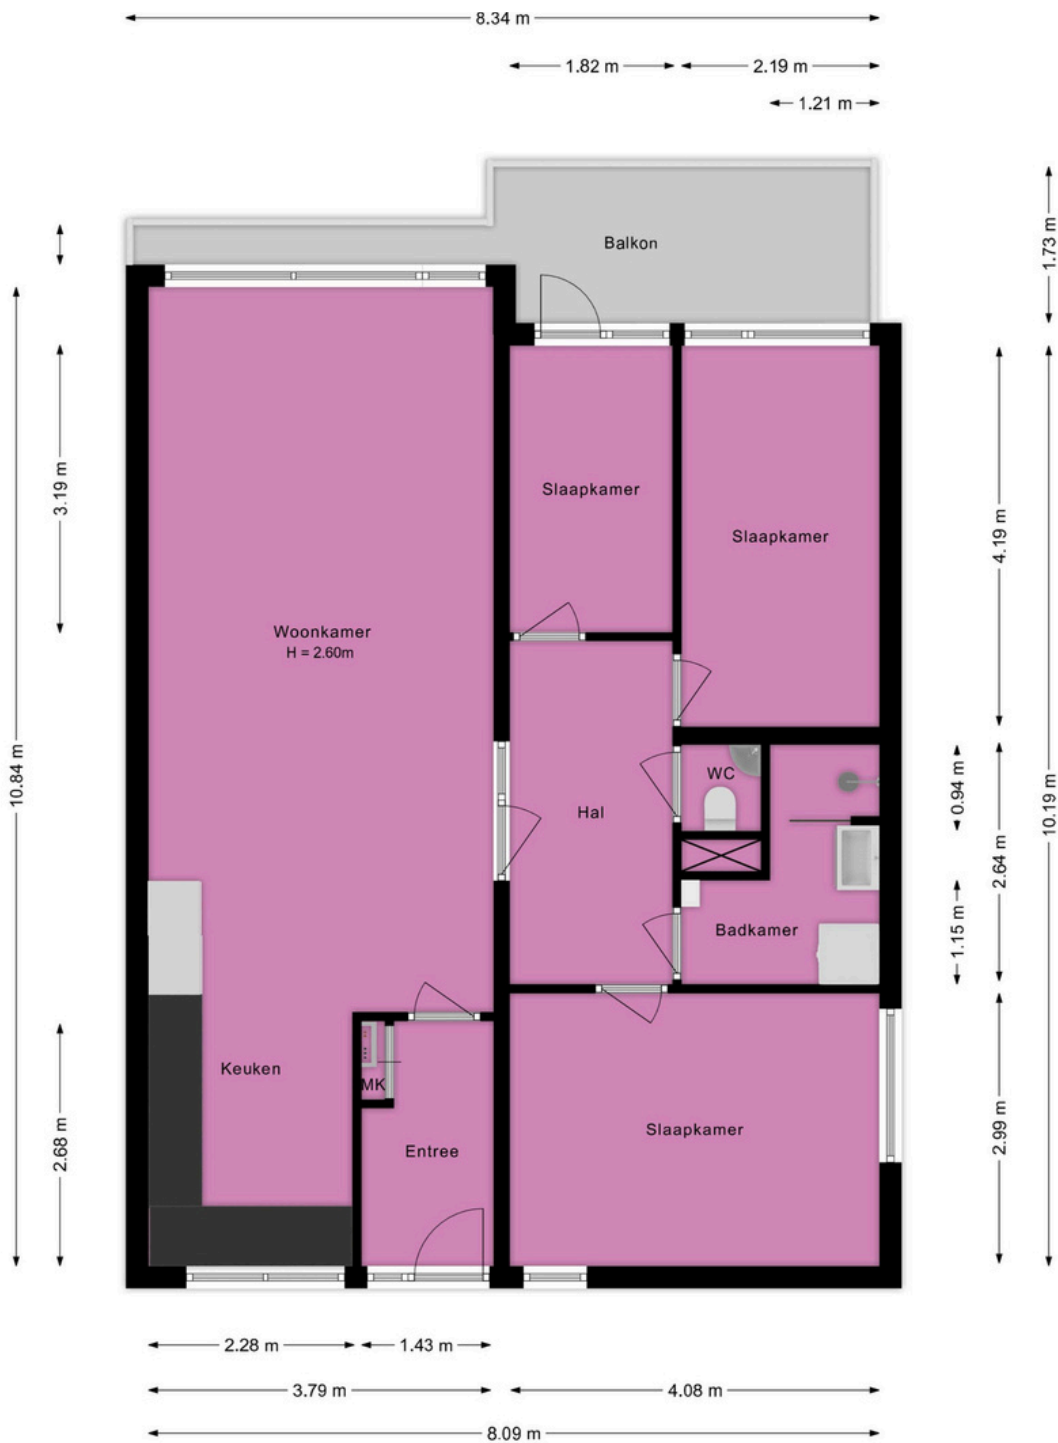 8.34 m
1.82 m
2.19 m
1.21 m
1.73 m
Balkon
3.19 m
Slaapkamer
Slaapkamer
4.19 m
Woonkamer
H = 2.60m
10.84 m
WC
0.94 m
10.19 m
Hal
2.64 m
Badkamer
1.15 m
Keuken
MK
2.68 m
Entree
Slaapkamer
2.99 m
2.28 m
1.43 m
3.79 m
4.08 m
8.09 m